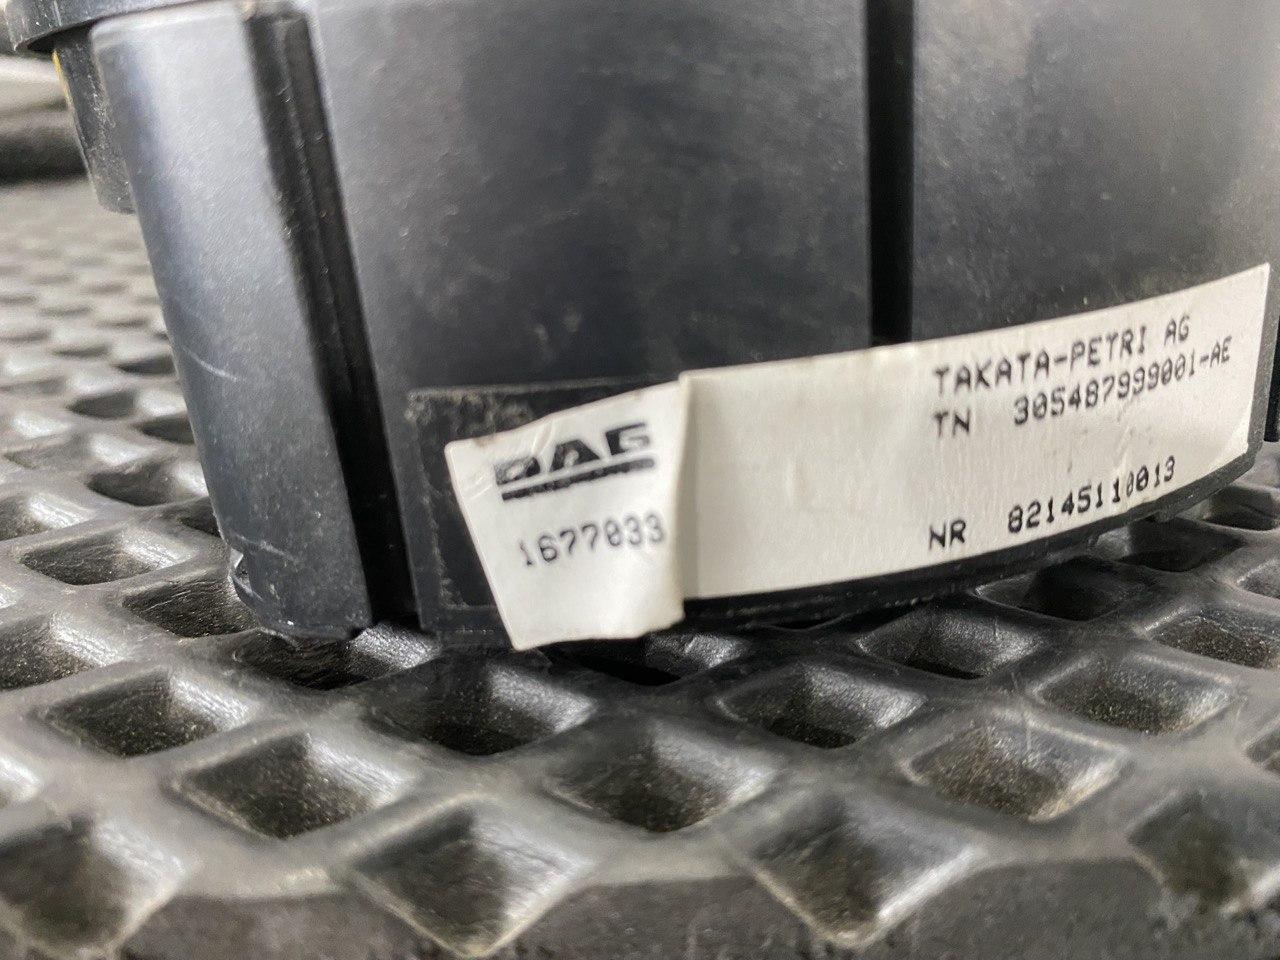 DAF
1677033
TAKATA-PETRI AG
TN 305487999001-AE
NR 82145110013